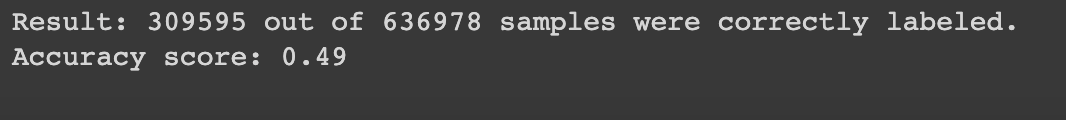 Result: 309595 out of 636978 samples were correctly labeled.
Accuracy score: 0.49